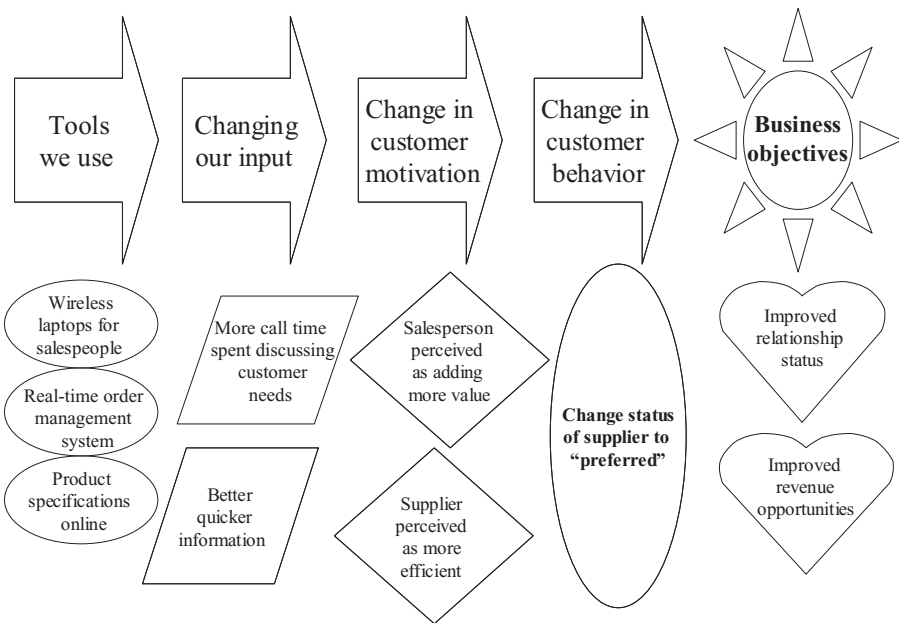 Tools
we use
Changing
our input
Change in
customer
motivation
Change in
customer
behavior
Business
objectives
Wireless
laptops for
salespeople
Real-time order
management
system
Product
specifications
online
More call time
spent discussing
customer
needs
Better
quicker
information
Salesperson
perceived
as adding
more value
Supplier
perceived
as more
efficient
Change status
of supplier to
“preferred”
Improved
relationship
status
Improved
revenue
opportunities